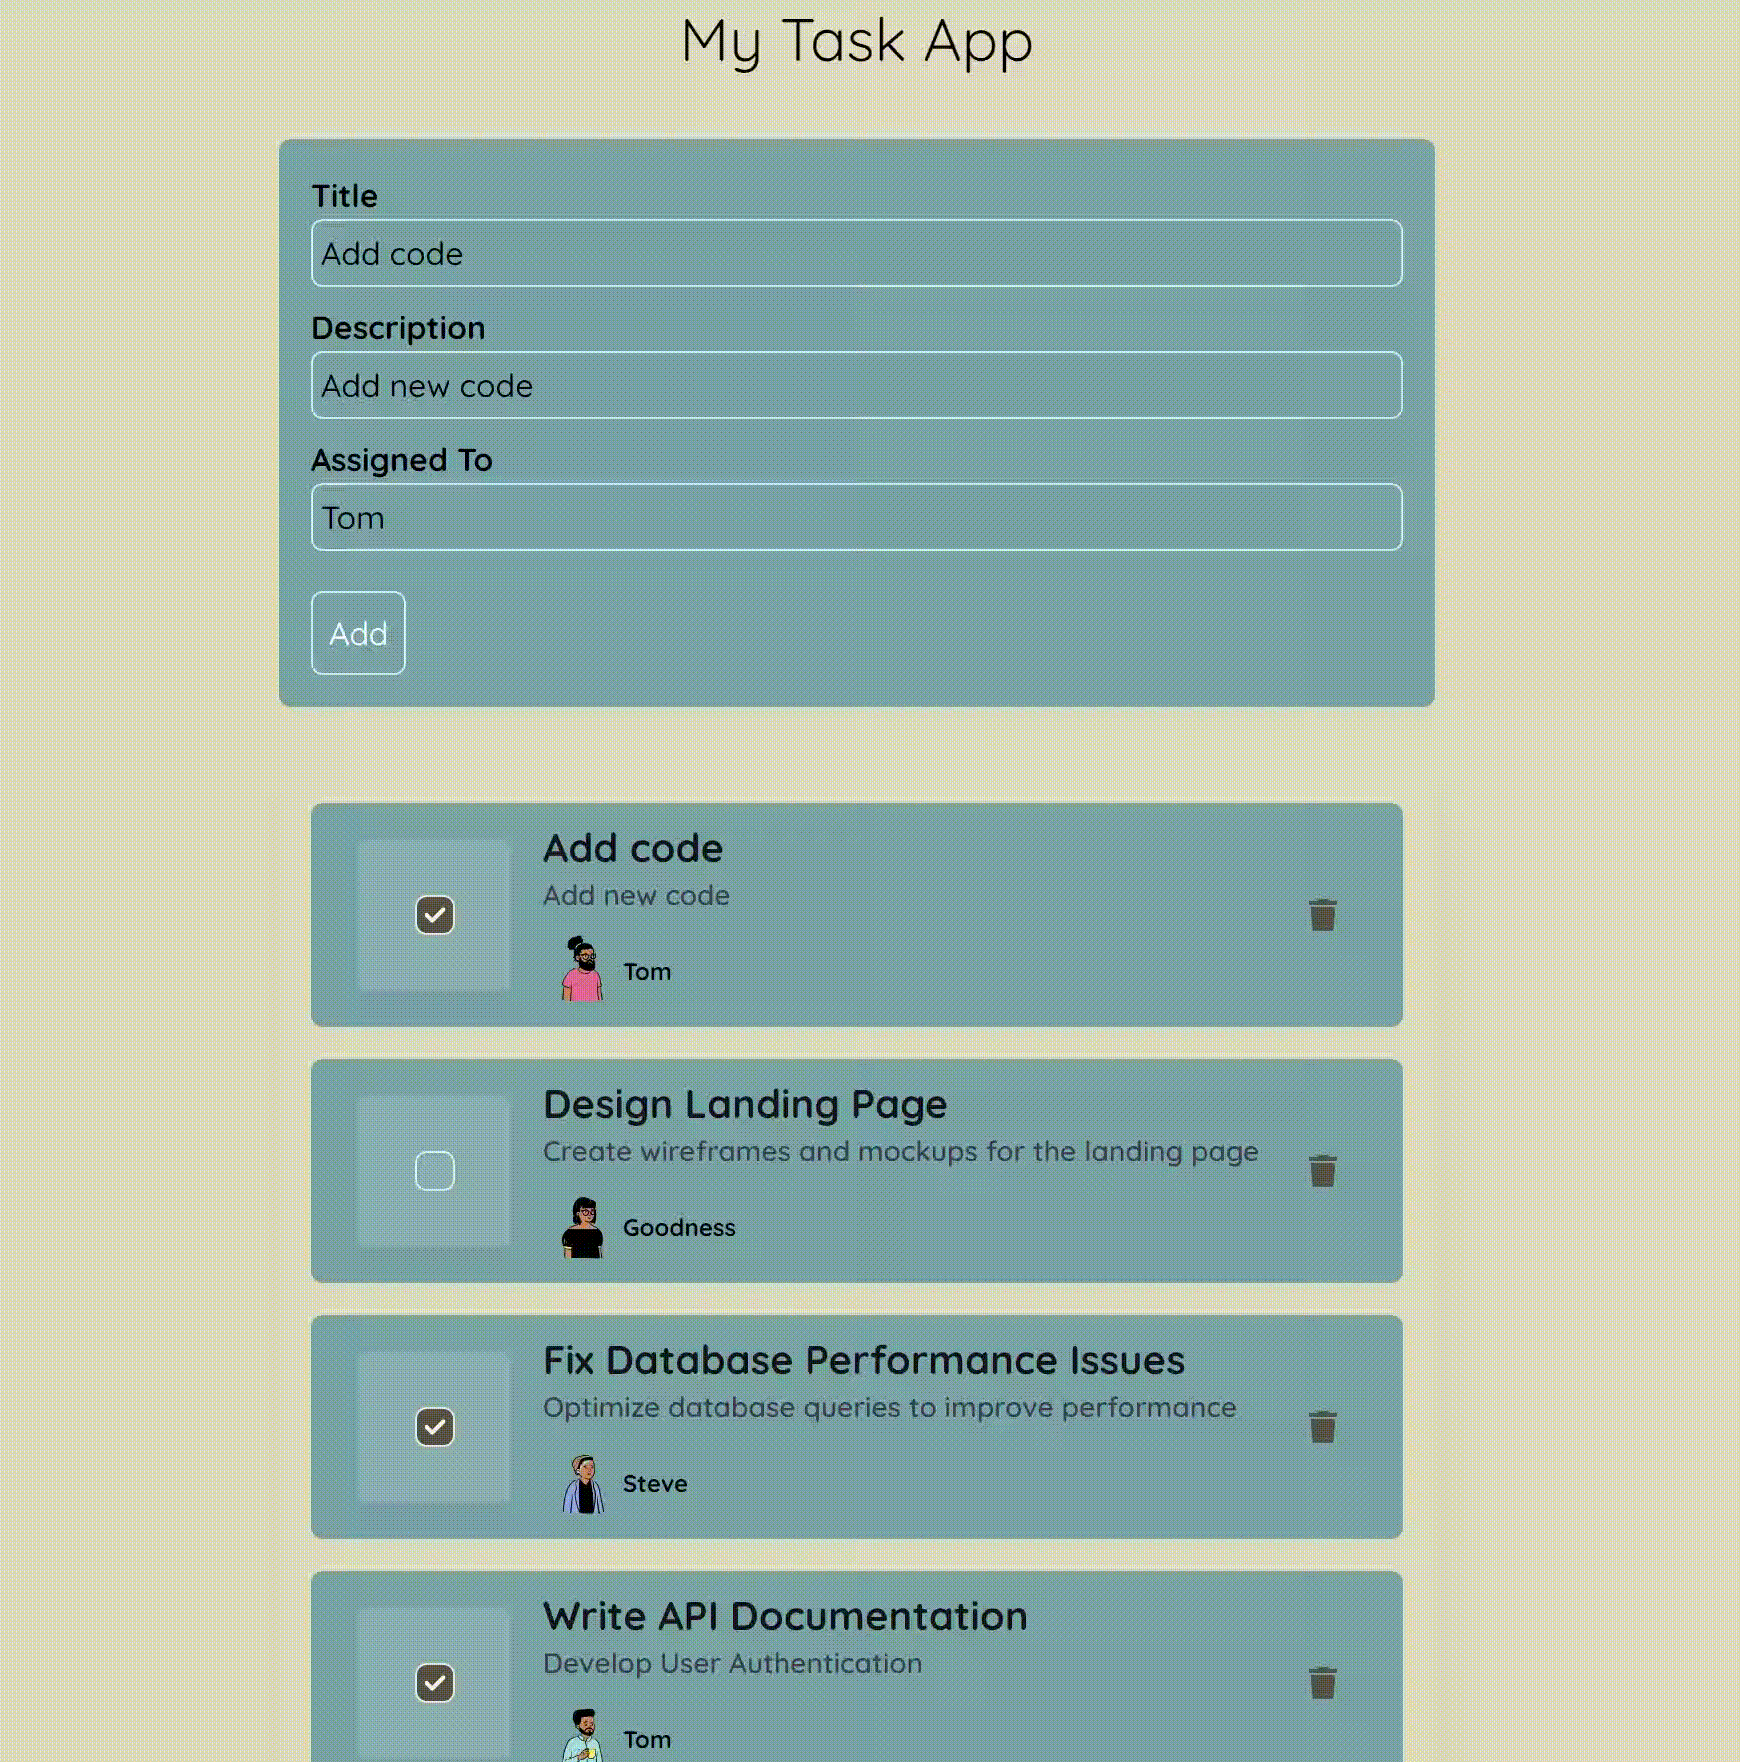 My Task App
Title
Add code
Description
Add new code
Assigned To
Tom
Add
Add code
Add new code
Tom
Design Landing Page
Create wireframes and mockups for the landing page
Goodness
Fix Database Performance Issues
Optimize database queries to improve performance
Steve
Write API Documentation
Develop User Authentication
Tom